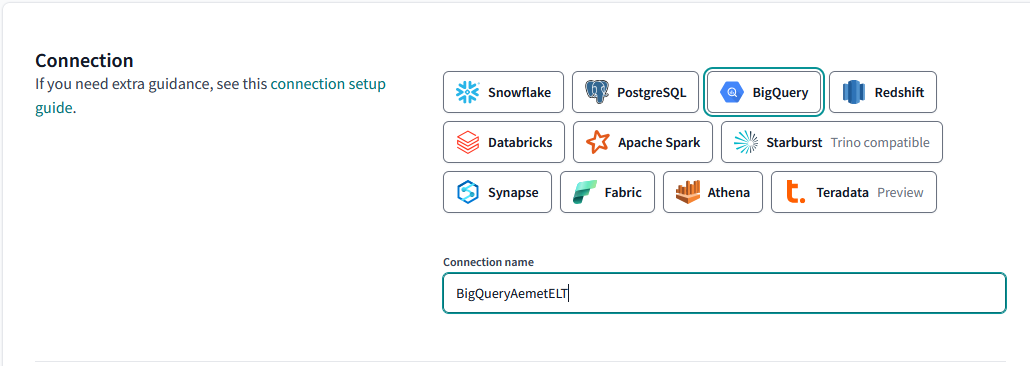 Connection
If you need extra guidance, see this connection setup
guide.
Snowflake
PostgreSQL
BigQuery
Redshift
Databricks
Apache Spark
Starburst Trino compatible
Synapse
Fabric
Athena
Teradata Preview
Connection name
BigQueryAemetELT